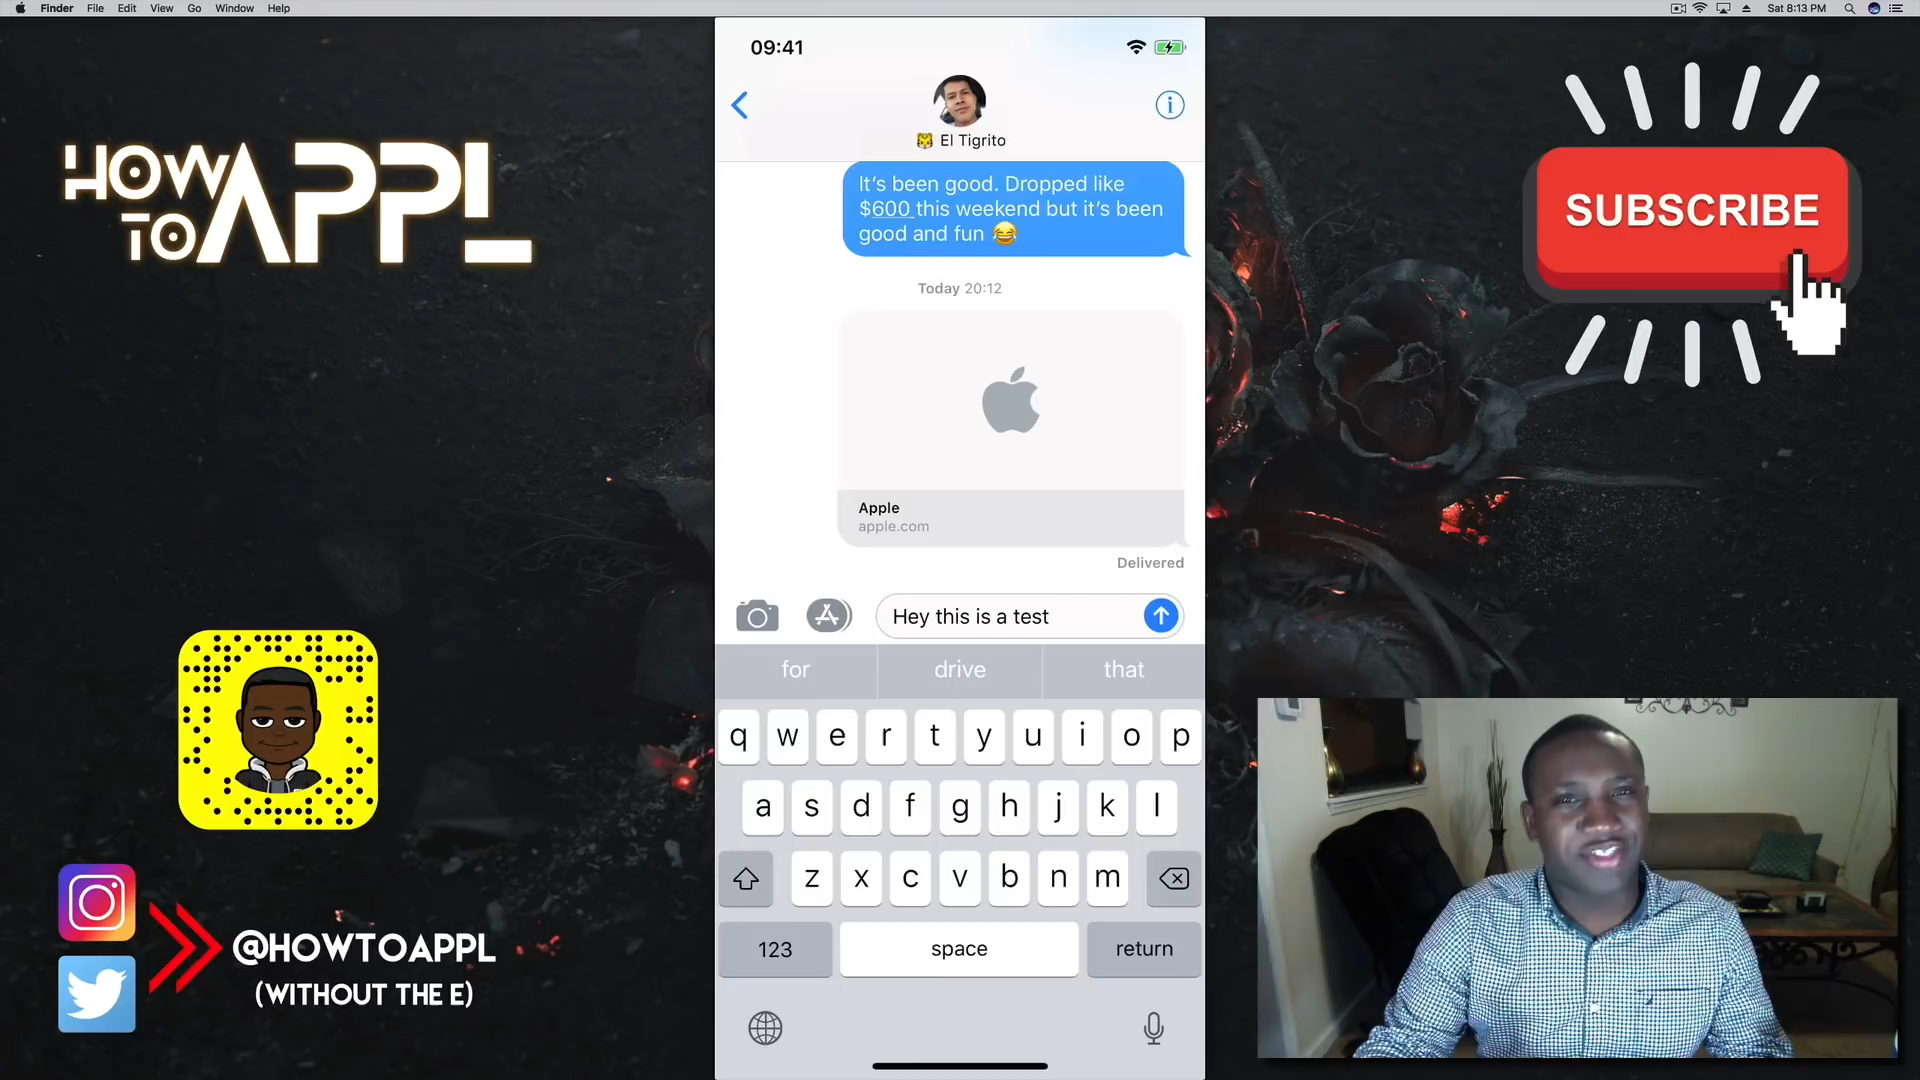 Finder File Edit View Go Window Help
Sat 8:13 PM
09:41
🐯 El Tigrito
It's been good. Dropped like
$600 this weekend but it's been
good and fun 😂
Today 20:12
Apple
apple.com
Delivered
Hey this is a test
for drive that
q w e r t y u i o p
a s d f g h j k l
z x c v b n m
123 space return
HOW
TO APPL
SUBSCRIBE
@HOWTOAPPL
(WITHOUT THE E)